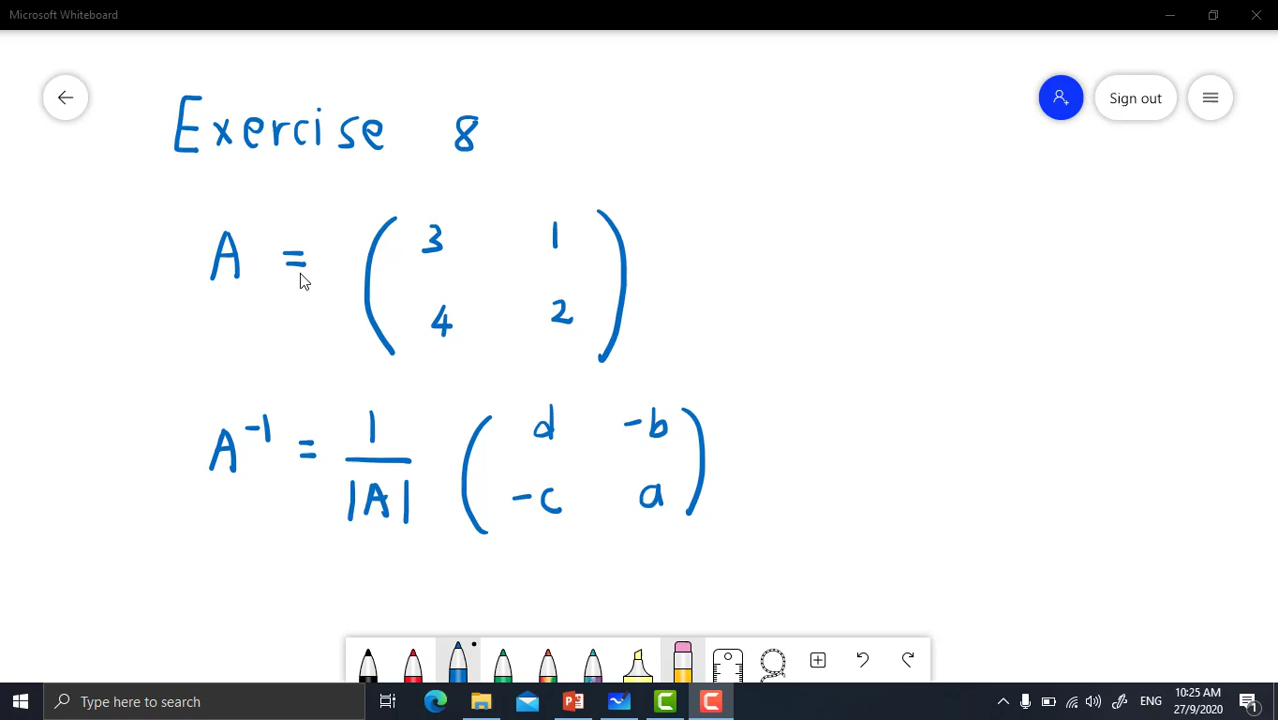 Microsoft Whiteboard
Sign out
Exercise 8
A = ( 3 1
4 2 )
A⁻¹ = 1/|A| ( d -b
-c a )
Type here to search
ENG
10:25 AM
27/9/2020
1